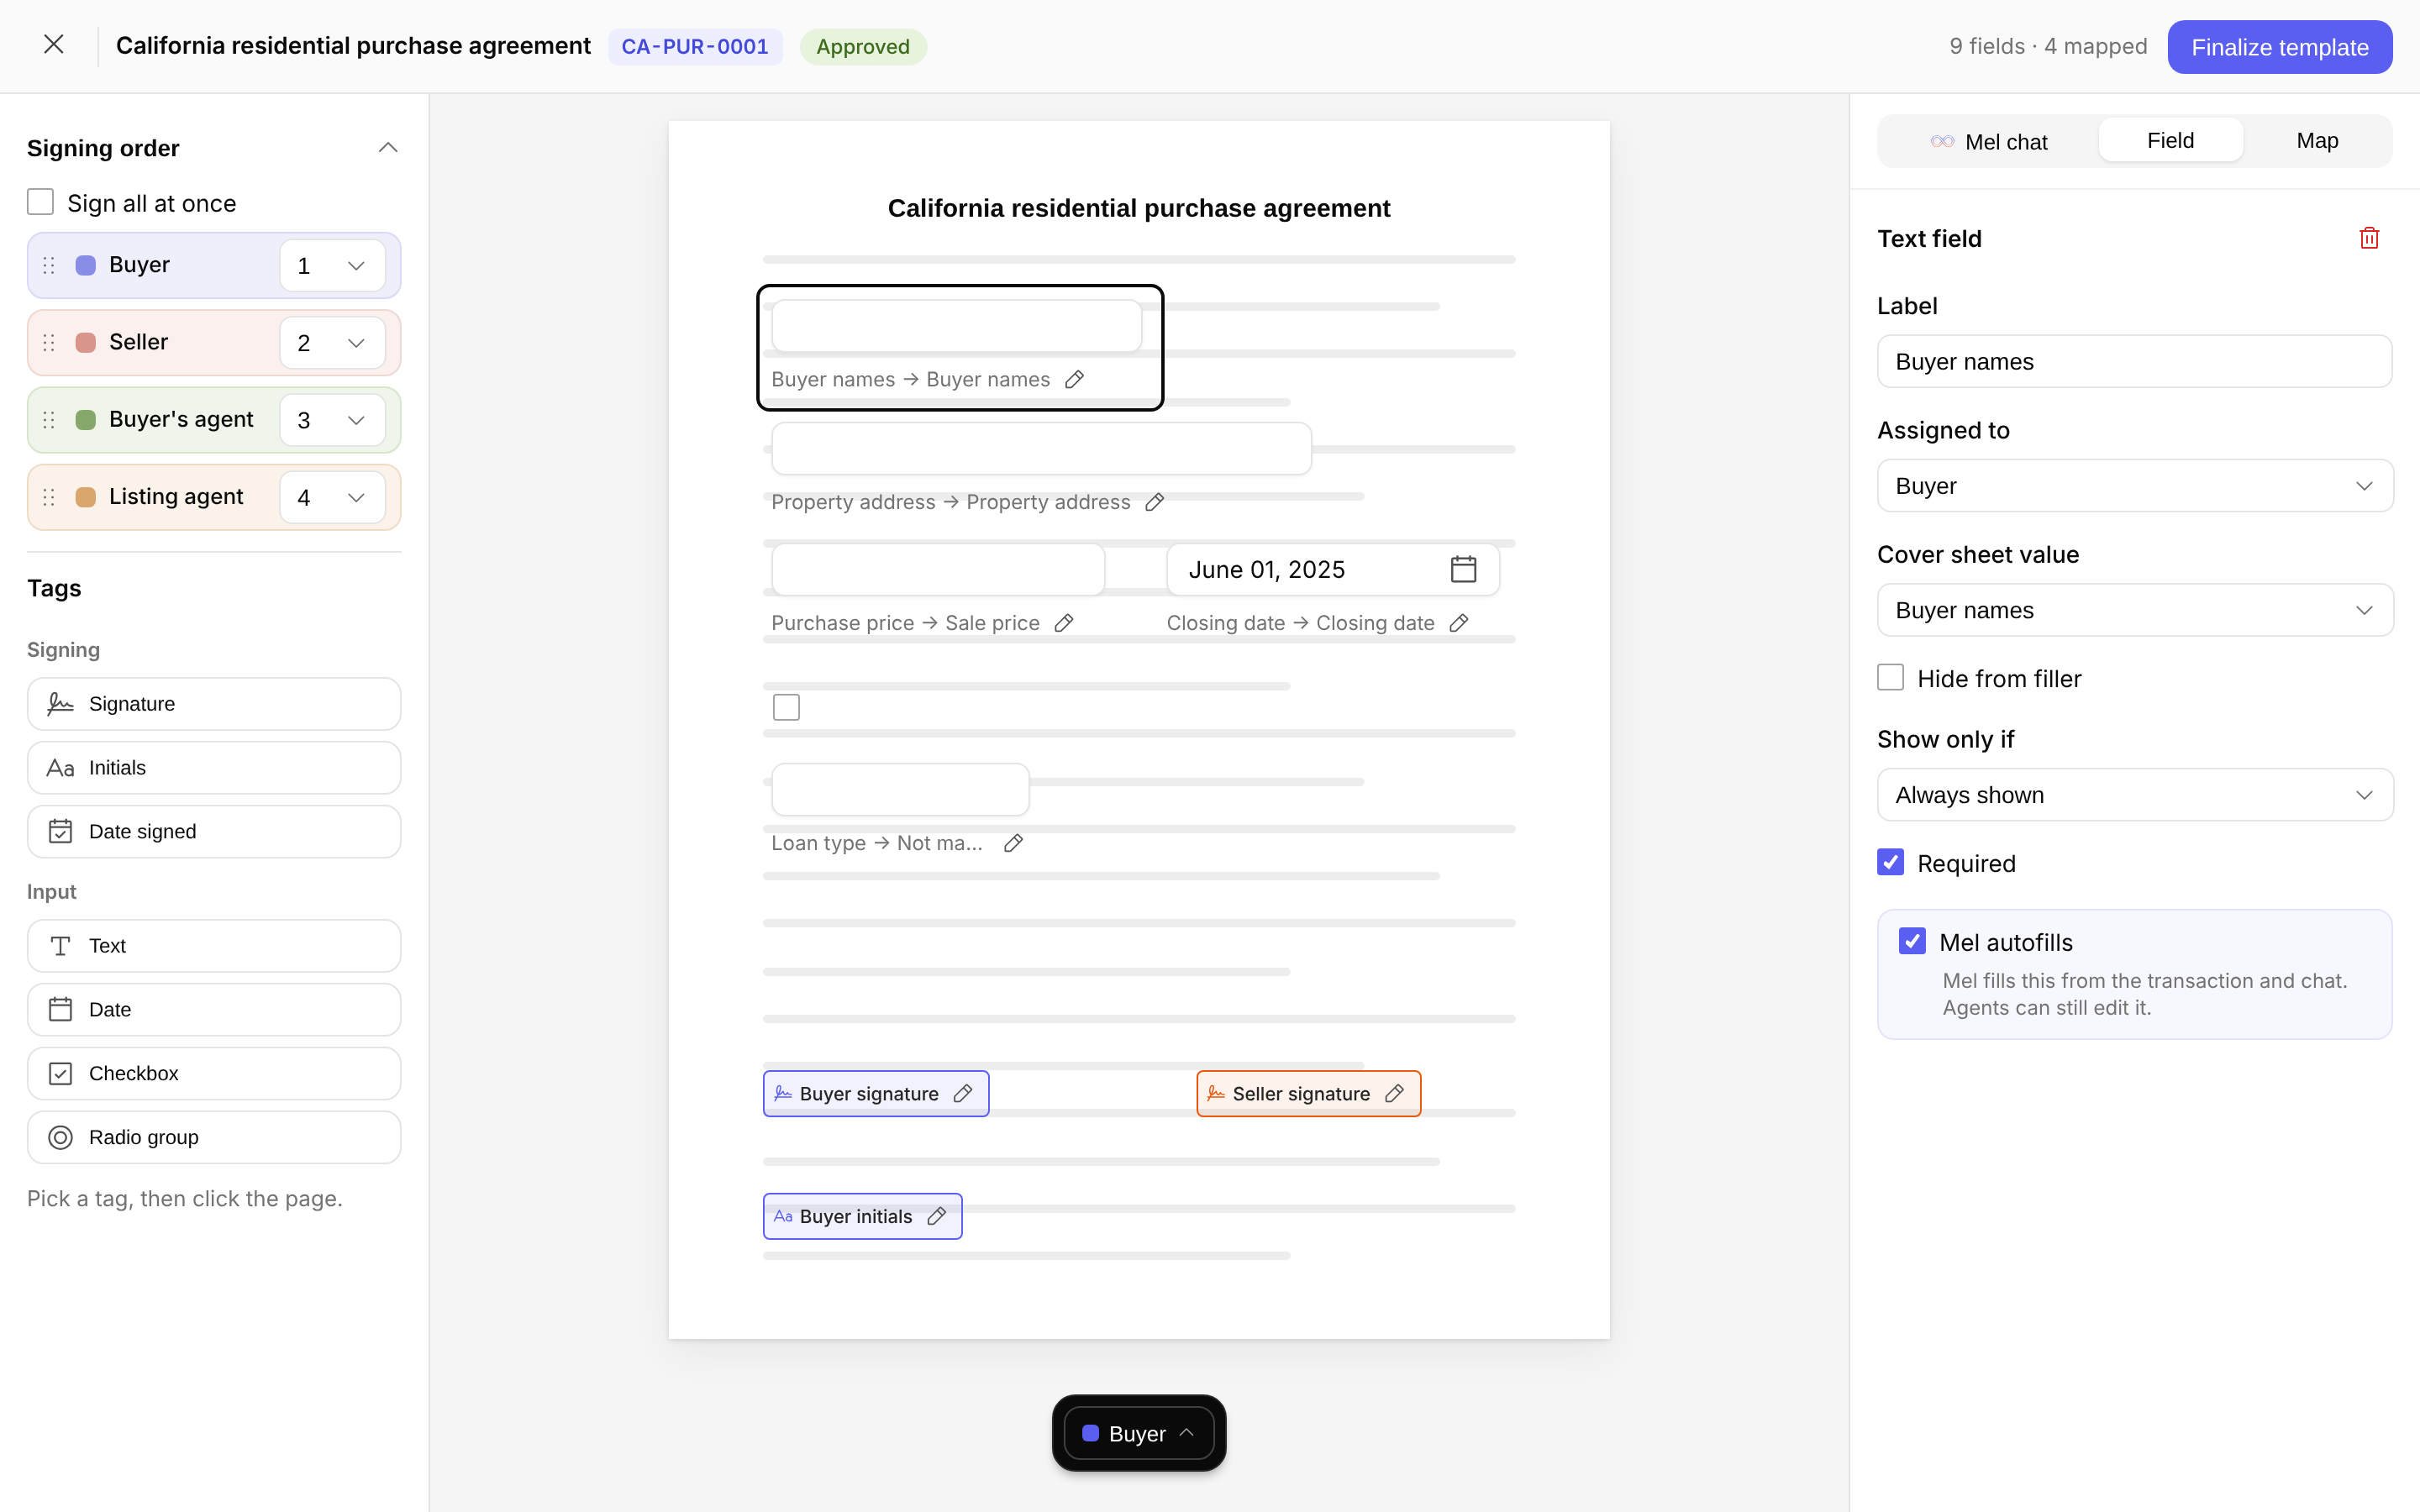 California residential purchase agreement
CA-PUR-0001
Approved
9 fields · 4 mapped
Finalize template
Signing order
Sign all at once
Buyer
1
Seller
2
Buyer's agent
3
Listing agent
4
Tags
Signing
Signature
Initials
Date signed
Input
Text
Date
Checkbox
Radio group
Pick a tag, then click the page.
California residential purchase agreement
Buyer names → Buyer names
Property address → Property address
June 01, 2025
Purchase price → Sale price
Closing date → Closing date
Loan type → Not ma...
Buyer signature
Seller signature
Aa Buyer initials
Buyer
Mel chat
Field
Map
Text field
Label
Buyer names
Assigned to
Buyer
Cover sheet value
Buyer names
Hide from filler
Show only if
Always shown
Required
Mel autofills
Mel fills this from the transaction and chat.
Agents can still edit it.